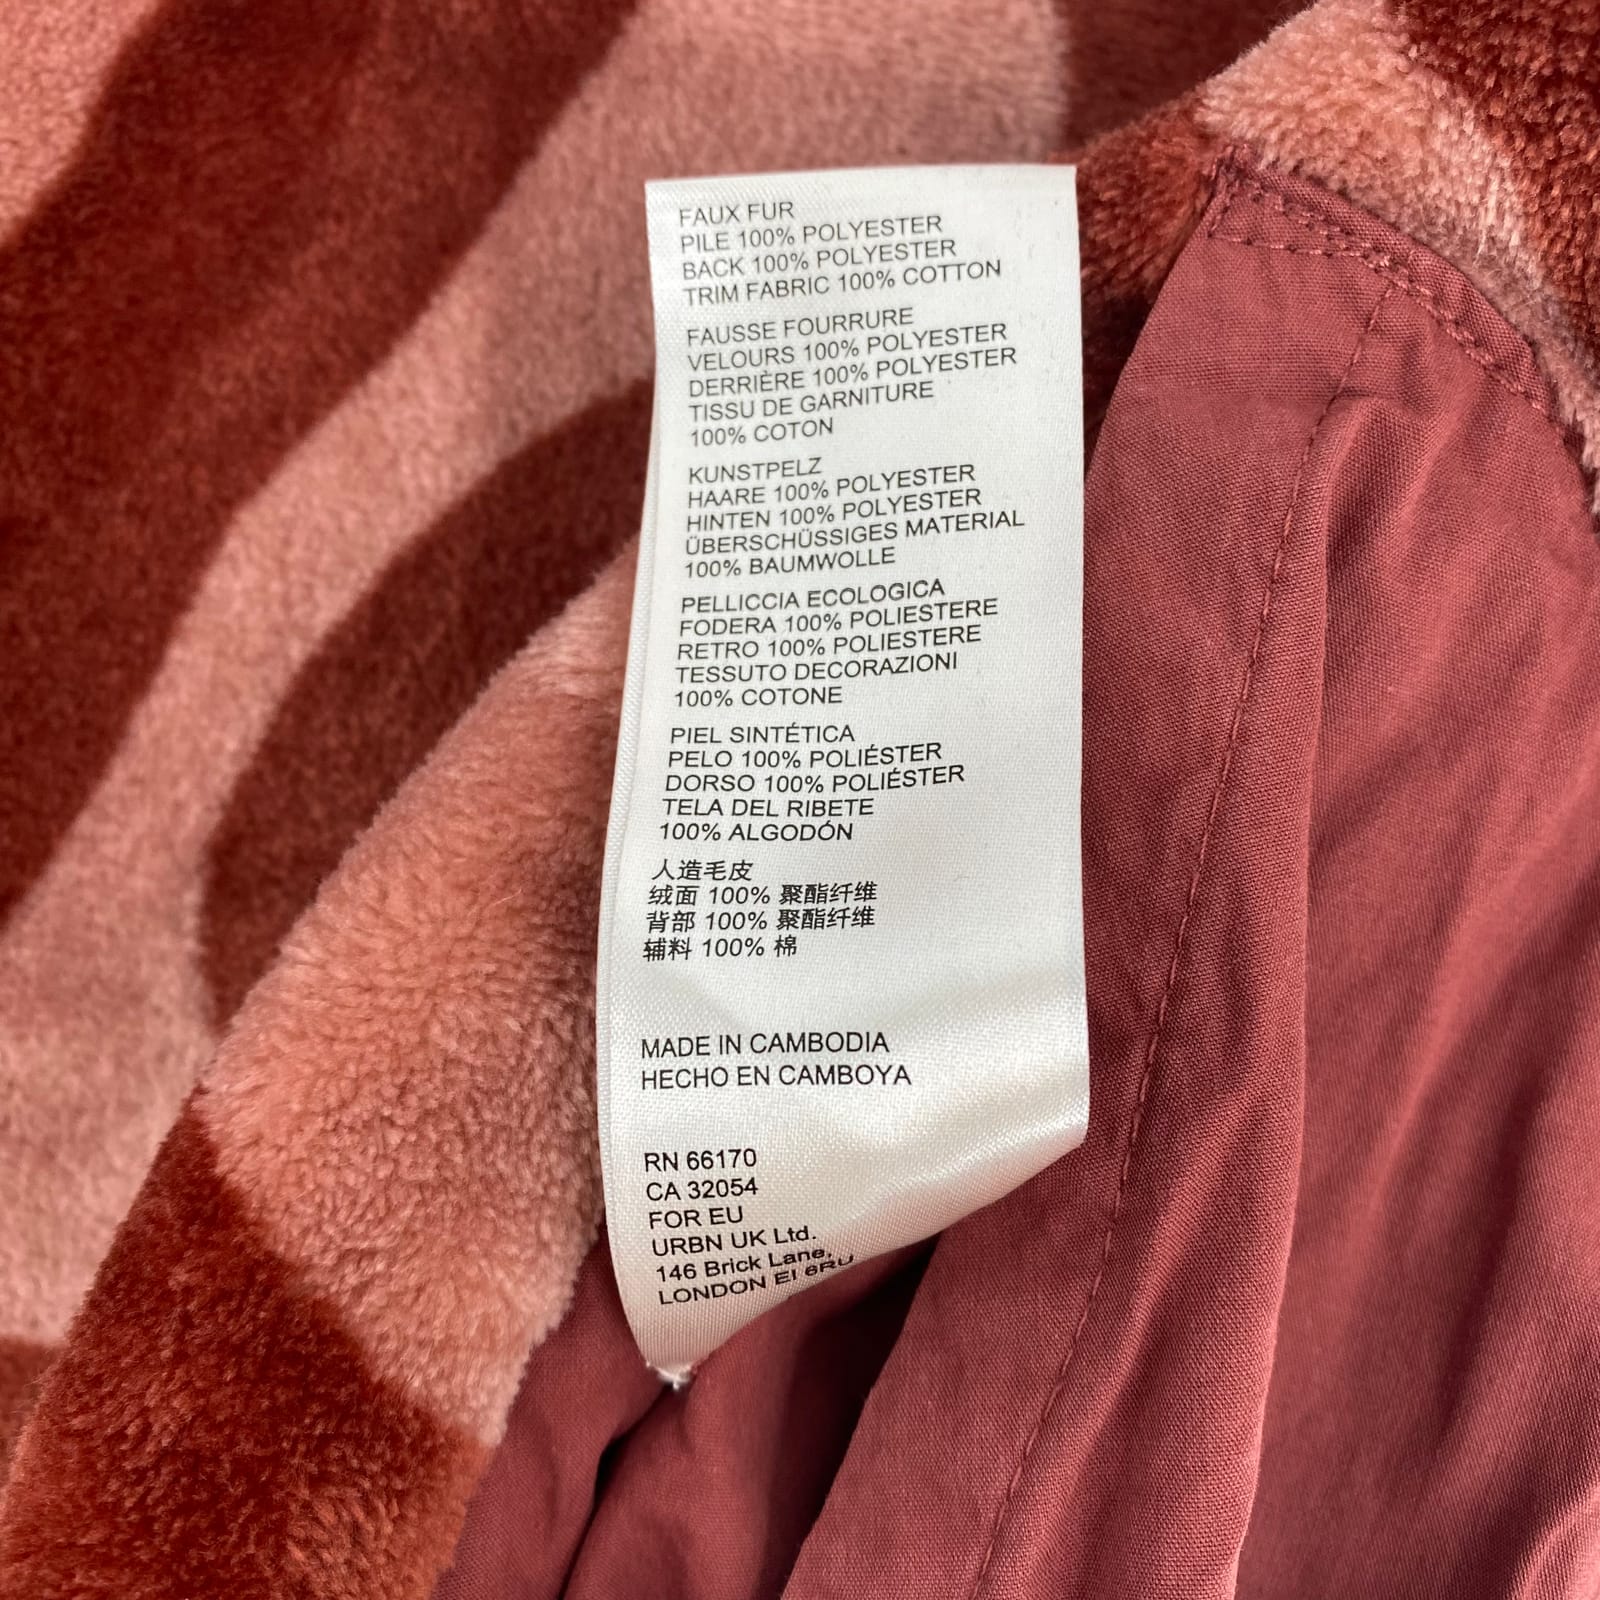 FAUX FUR
PILE 100% POLYESTER
BACK 100% POLYESTER
TRIM FABRIC 100% COTTON
FAUSSE FOURRURE
VELOURS 100% POLYESTER
DERRIÈRE 100% POLYESTER
TISSU DE GARNITURE
100% COTON
KUNSTPELZ
HAARE 100% POLYESTER
HINTEN 100% POLYESTER
ÜBERSCHÜSSIGES MATERIAL
100% BAUMWOLLE
PELLICCIA ECOLOGICA
FODERA 100% POLIESTERE
RETRO 100% POLIESTERE
TESSUTO DECORAZIONI
100% COTONE
PIEL SINTÉTICA
PELO 100% POLIÉSTER
DORSO 100% POLIÉSTER
TELA DEL RIBETE
100% ALGODÓN
人造毛皮
绒面 100% 聚酯纤维
背部 100% 聚酯纤维
辅料 100% 棉
MADE IN CAMBODIA
HECHO EN CAMBOYA
RN 66170
CA 32054
FOR EU
URBN UK Ltd.
146 Brick Lane,
LONDON EI 6RU